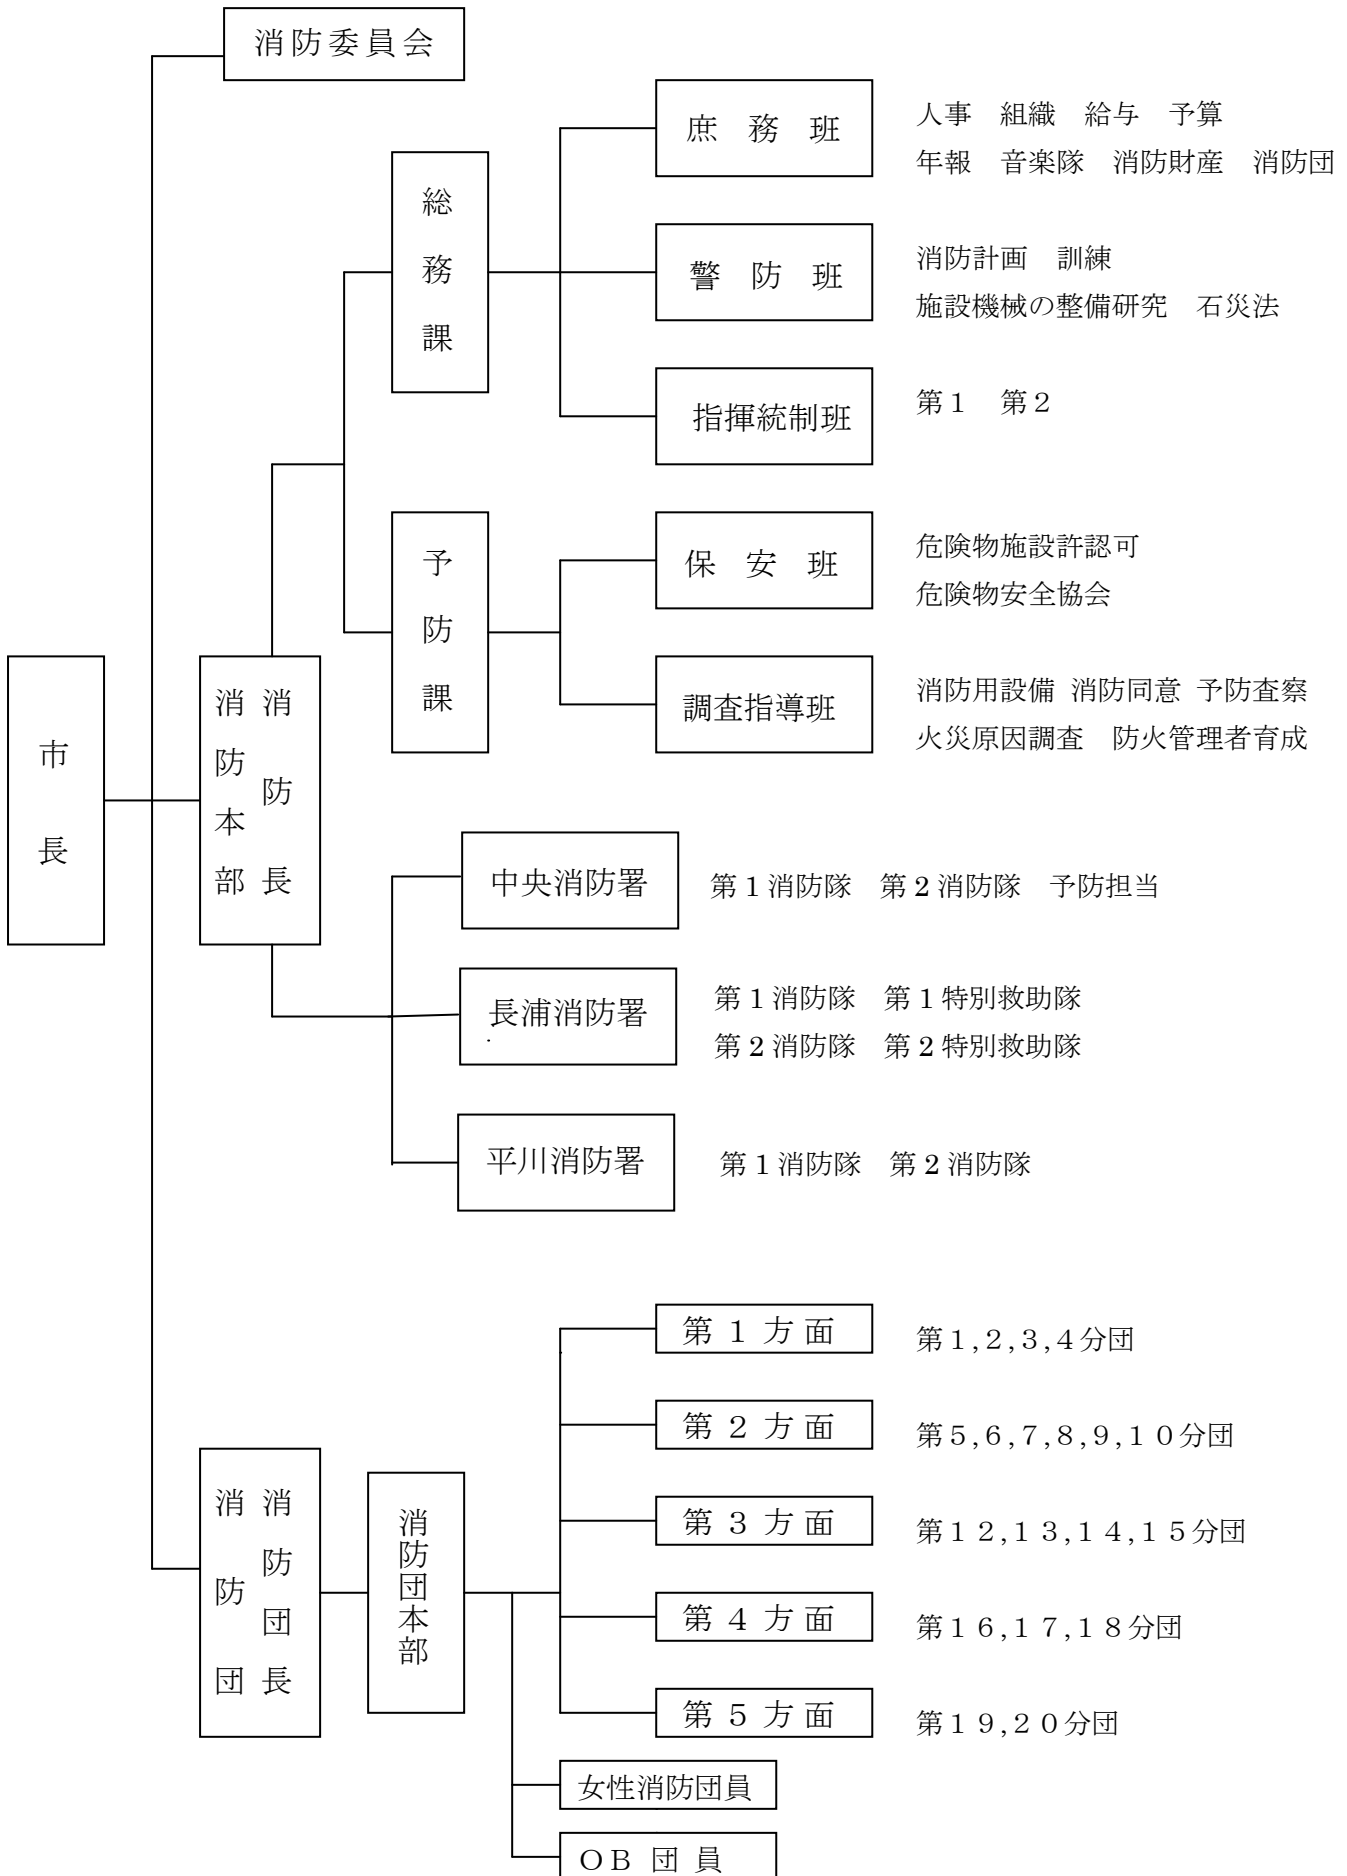 消防委員会
庶務班
人事　組織　給与　予算
年報　音楽隊　消防財産　消防団
総務課
警防班
消防計画　訓練
施設機械の整備研究　石災法
指揮統制班
第１　第２
予防課
保安班
危険物施設許認可
危険物安全協会
調査指導班
消防用設備 消防同意 予防査察
火災原因調査　防火管理者育成
市長
消防本部
消防長
中央消防署
第１消防隊　第２消防隊　予防担当
長浦消防署
第１消防隊　第１特別救助隊
第２消防隊　第２特別救助隊
平川消防署
第１消防隊　第２消防隊
第１方面
第１,２,３,４分団
第２方面
第５,６,７,８,９,１０分団
消防団
消防団長
消防団本部
第３方面
第１２,１３,１４,１５分団
第４方面
第１６,１７,１８分団
第５方面
第１９,２０分団
女性消防団員
ＯＢ団員